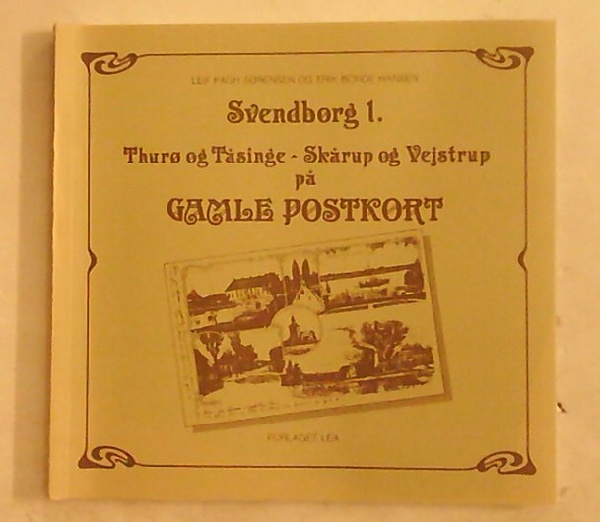 LEIF FAGH SØRENSEN OG ERIK BONDE HANSEN
Svendborg 1.
Thurø og Tåsinge - Skårup og Vejstrup
på
GAMLE POSTKORT
FORLAGET LEA